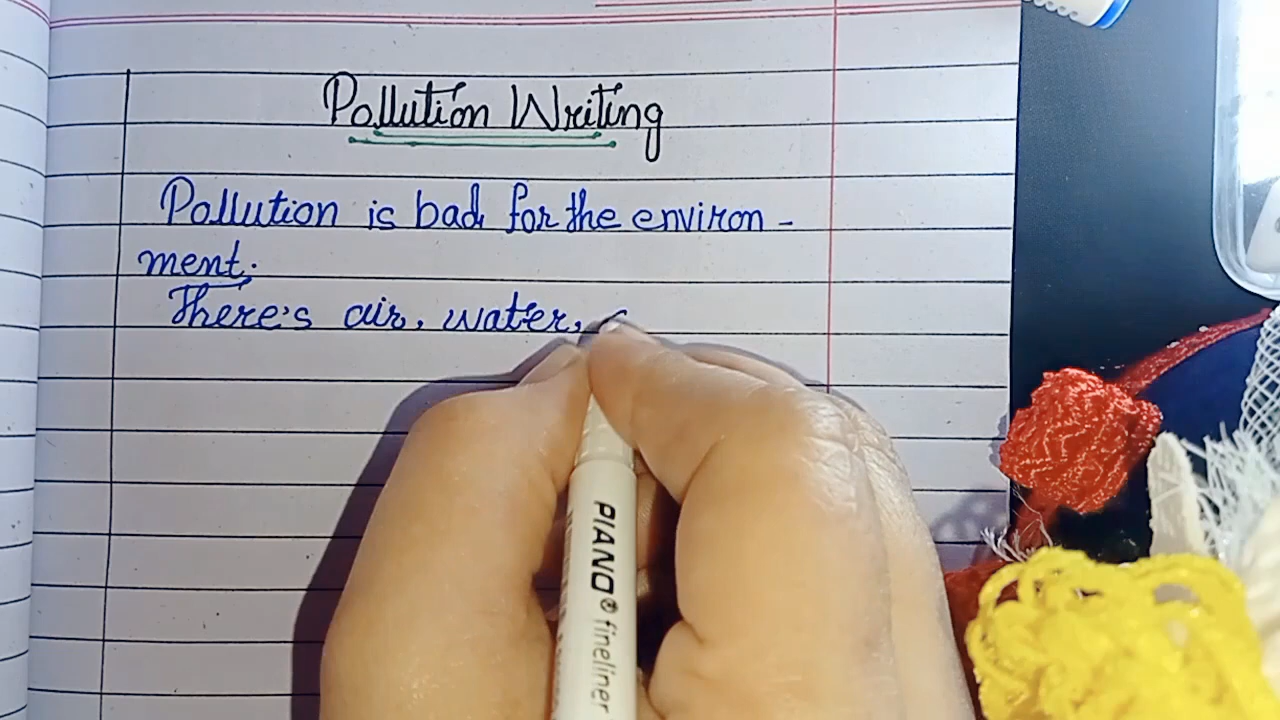 Pollution Writing
Pollution is bad for the environ -
ment.
There's air, water,
PIANO® fineliner